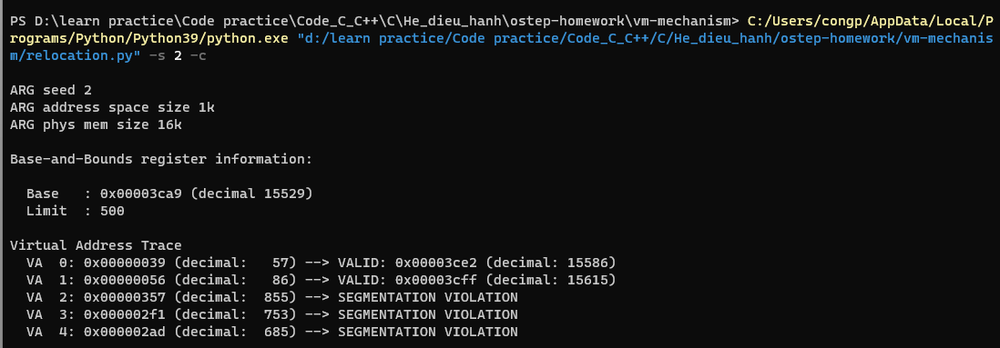 PS D:\learn practice\Code practice\Code_C_C++\C\He_dieu_hanh\ostep-homework\vm-mechanism> C:/Users/congp/AppData/Local/P
rograms/Python/Python39/python.exe "d:/learn practice/Code practice/Code_C_C++/C/He_dieu_hanh/ostep-homework/vm-mechanis
m/relocation.py" -s 2 -c
ARG seed 2
ARG address space size 1k
ARG phys mem size 16k
Base-and-Bounds register information:
  Base   : 0x00003ca9 (decimal 15529)
  Limit  : 500
Virtual Address Trace
  VA  0: 0x00000039 (decimal:   57) --> VALID: 0x00003ce2 (decimal: 15586)
  VA  1: 0x00000056 (decimal:   86) --> VALID: 0x00003cff (decimal: 15615)
  VA  2: 0x00000357 (decimal:  855) --> SEGMENTATION VIOLATION
  VA  3: 0x000002f1 (decimal:  753) --> SEGMENTATION VIOLATION
  VA  4: 0x000002ad (decimal:  685) --> SEGMENTATION VIOLATION